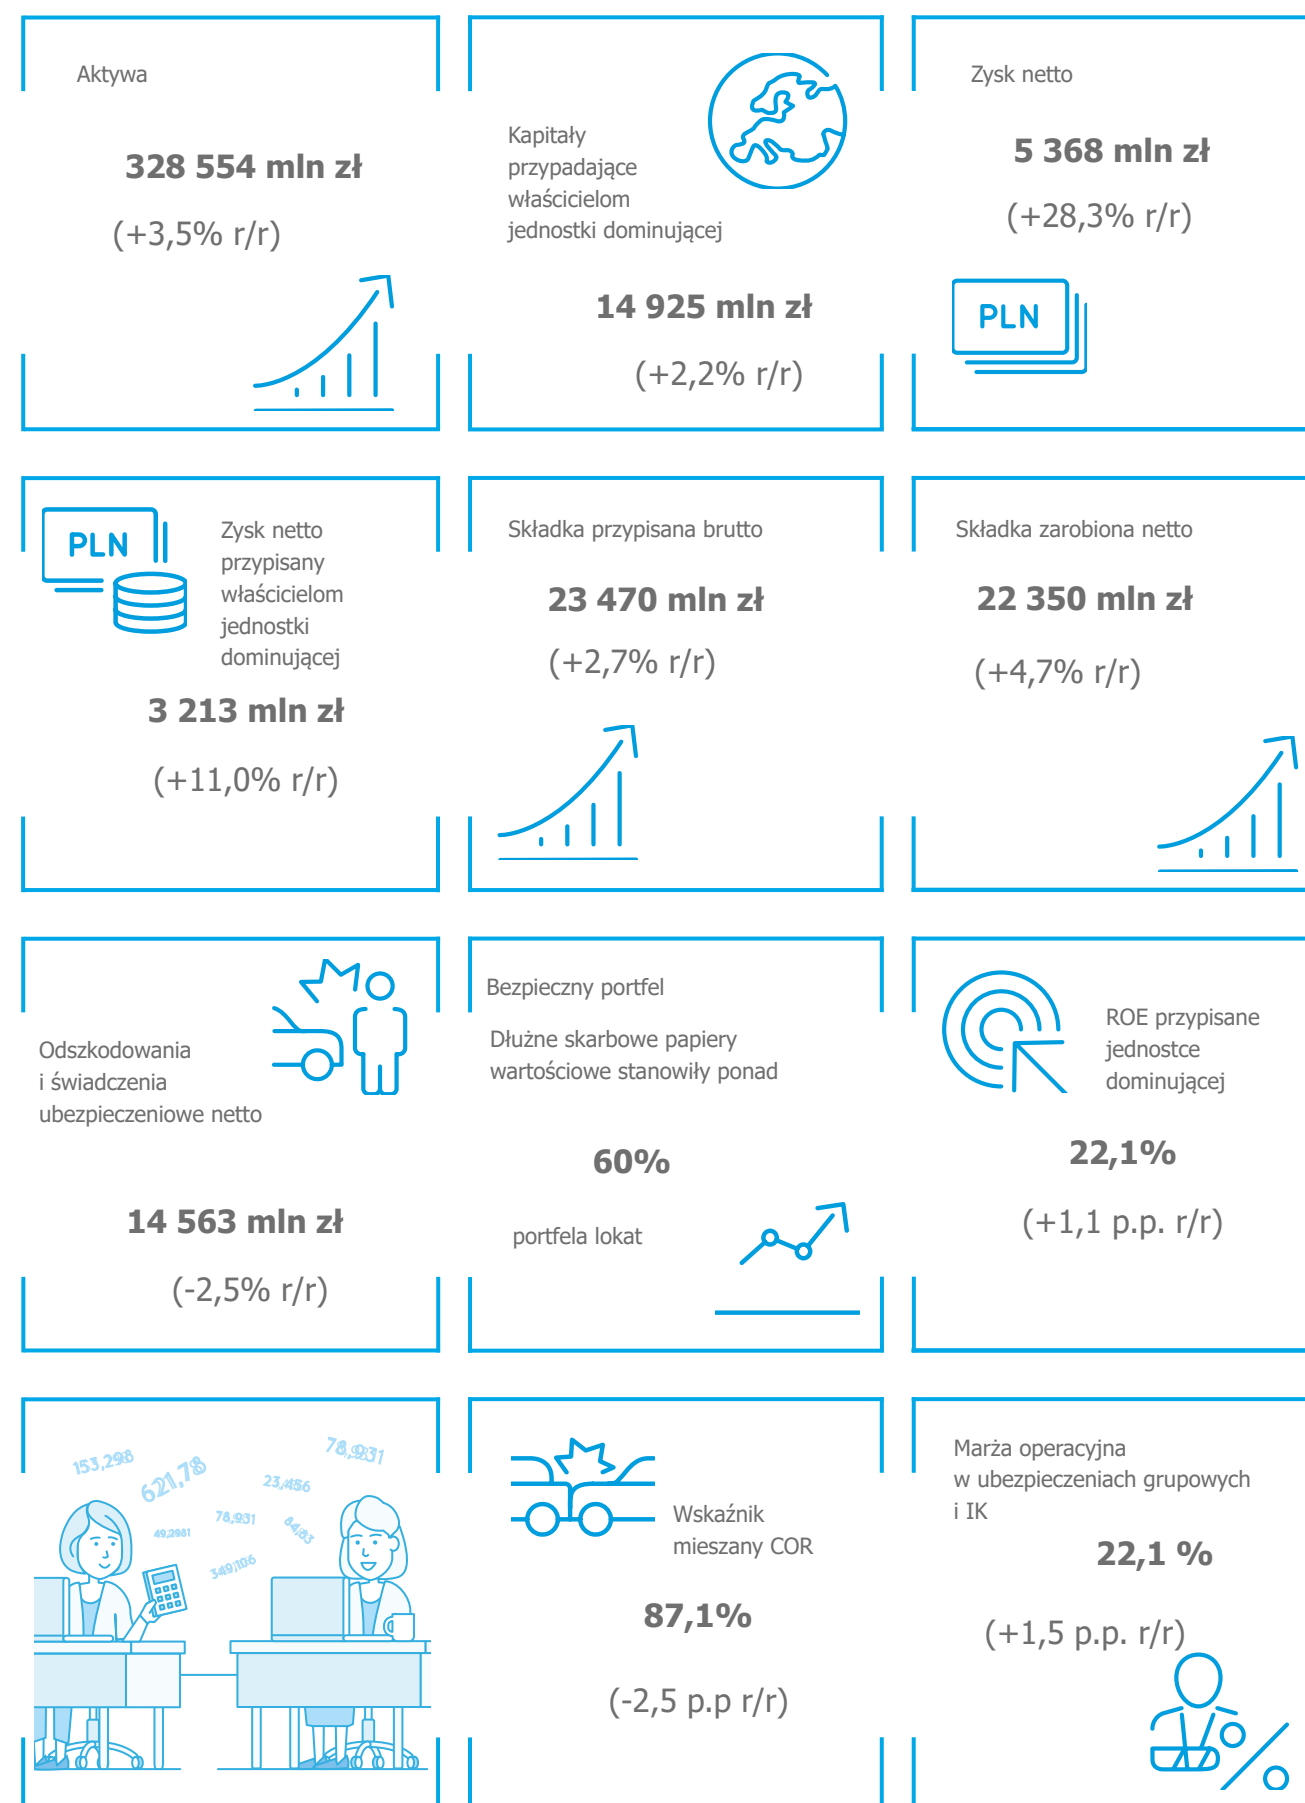 Aktywa
328 554 mln zł
(+3,5% r/r)
Kapitały
przypadające
właścicielom
jednostki dominującej
14 925 mln zł
(+2,2% r/r)
Zysk netto
5 368 mln zł
(+28,3% r/r)
PLN
PLN
Zysk netto
przypisany
właścicielom
jednostki
dominującej
3 213 mln zł
(+11,0% r/r)
Składka przypisana brutto
23 470 mln zł
(+2,7% r/r)
Składka zarobiona netto
22 350 mln zł
(+4,7% r/r)
Odszkodowania
i świadczenia
ubezpieczeniowe netto
14 563 mln zł
(-2,5% r/r)
Bezpieczny portfel
Dłużne skarbowe papiery
wartościowe stanowiły ponad
60%
portfela lokat
ROE przypisane
jednostce
dominującej
22,1%
(+1,1 p.p. r/r)
153,298
621,78
78,931
23,456
78,931
49,2981
84,83
349,106
Wskaźnik
mieszany COR
87,1%
(-2,5 p.p r/r)
Marża operacyjna
w ubezpieczeniach grupowych
i IK
22,1 %
(+1,5 p.p. r/r)